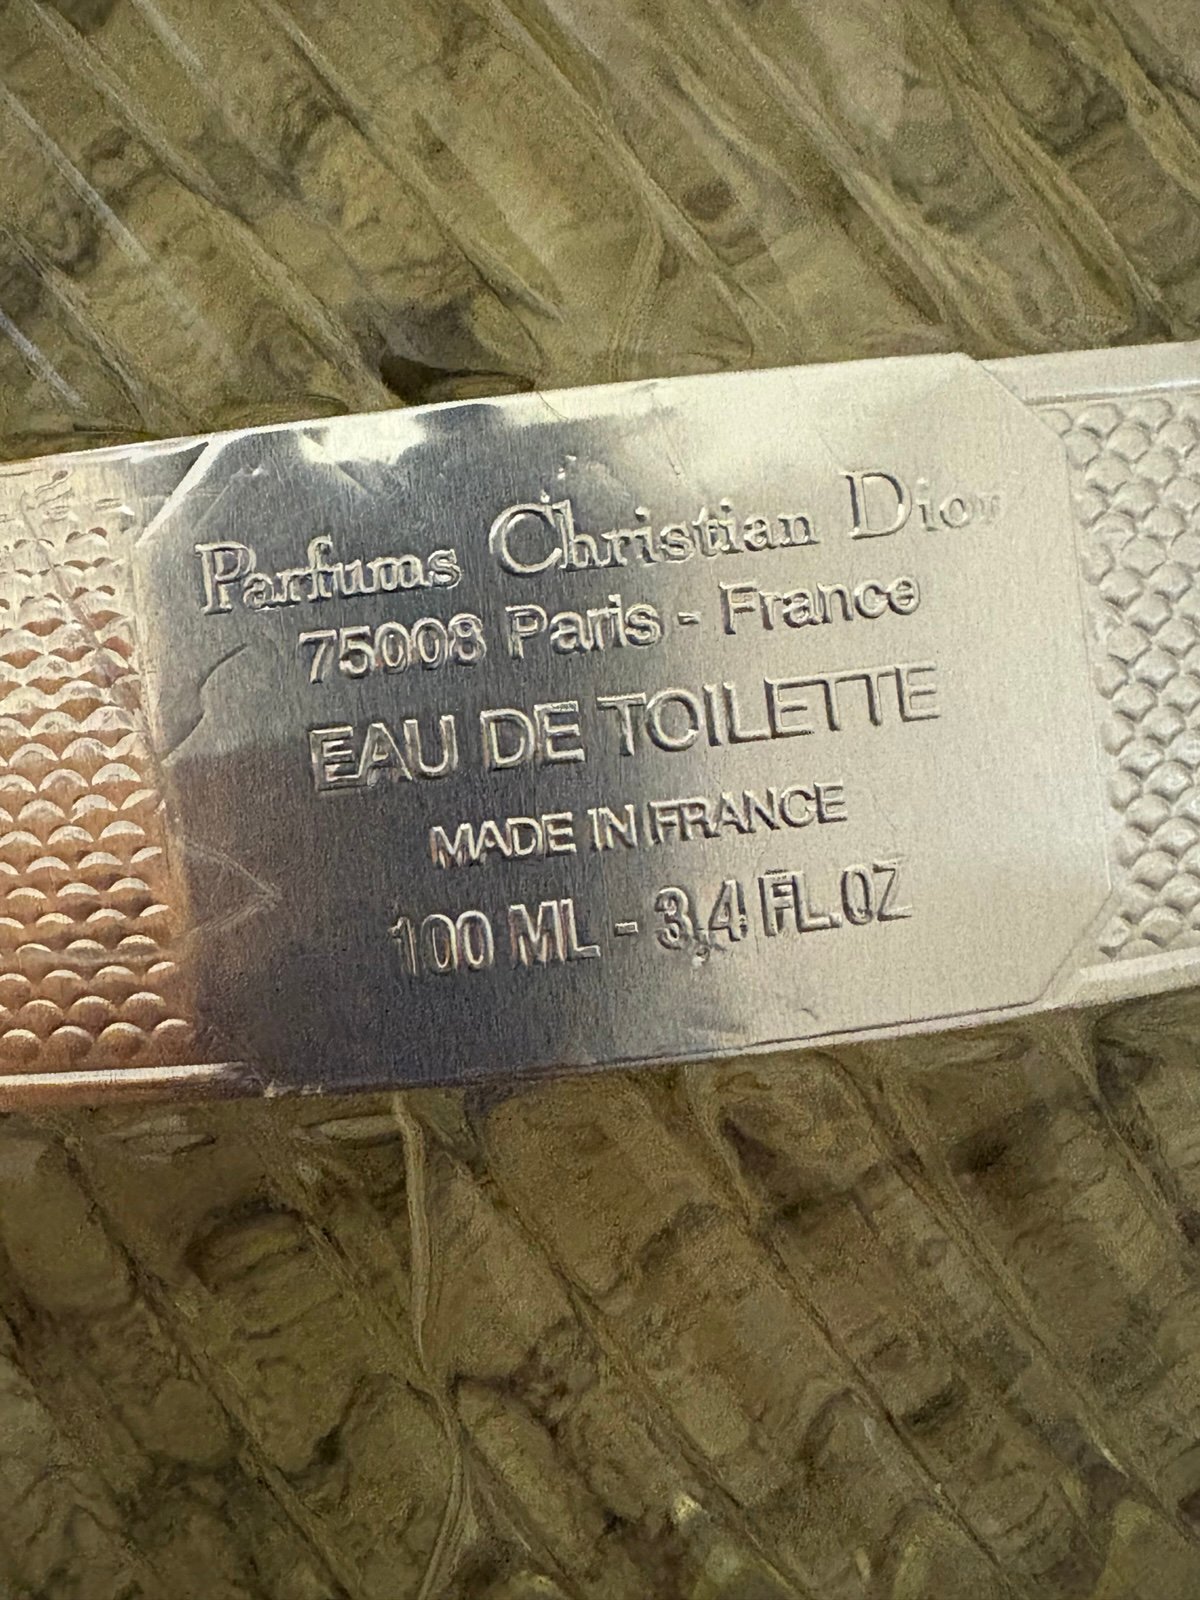 Parfums Christian Dior
75008 Paris - France
EAU DE TOILETTE
MADE IN FRANCE
100 ML - 3,4 FL.OZ